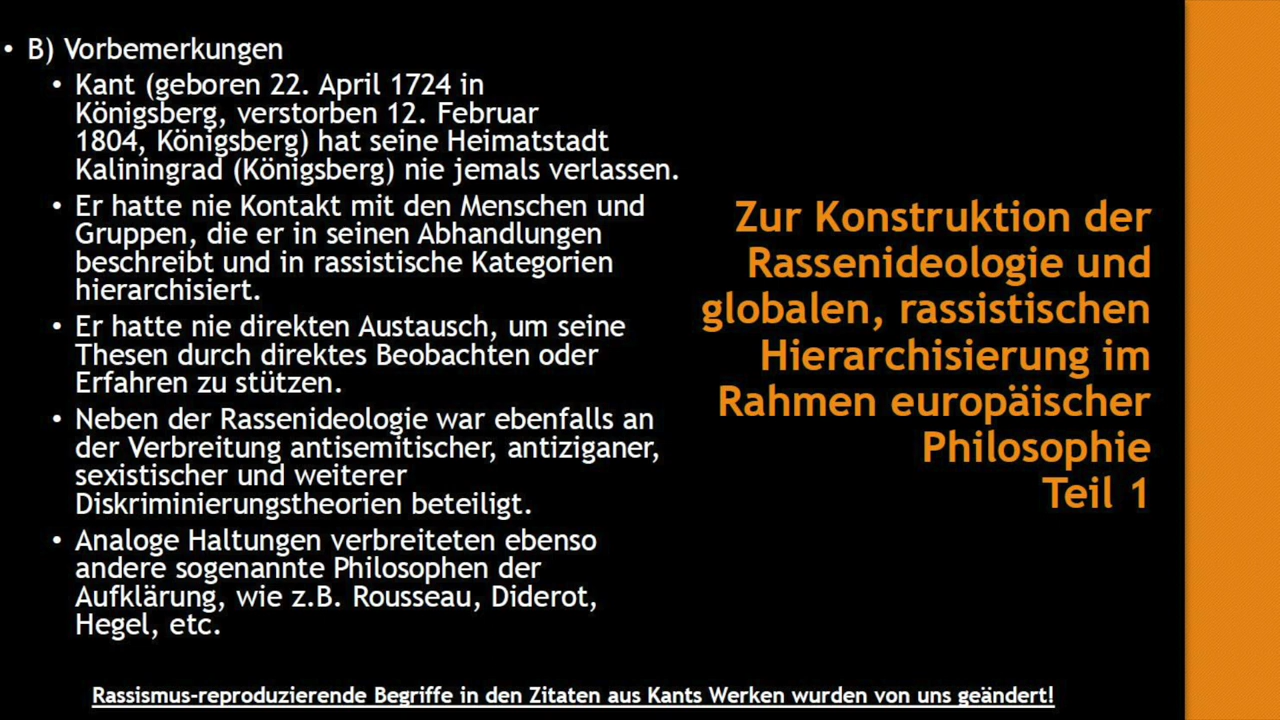 • B) Vorbemerkungen
• Kant (geboren 22. April 1724 in
Königsberg, verstorben 12. Februar
1804, Königsberg) hat seine Heimatstadt
Kaliningrad (Königsberg) nie jemals verlassen.
• Er hatte nie Kontakt mit den Menschen und
Gruppen, die er in seinen Abhandlungen
beschreibt und in rassistische Kategorien
hierarchisiert.
• Er hatte nie direkten Austausch, um seine
Thesen durch direktes Beobachten oder
Erfahren zu stützen.
• Neben der Rassenideologie war ebenfalls an
der Verbreitung antisemitischer, antiziganer,
sexistischer und weiterer
Diskriminierungstheorien beteiligt.
• Analoge Haltungen verbreiteten ebenso
andere sogenannte Philosophen der
Aufklärung, wie z.B. Rousseau, Diderot,
Hegel, etc.
Zur Konstruktion der
Rassenideologie und
globalen, rassistischen
Hierarchisierung im
Rahmen europäischer
Philosophie
Teil 1
Rassismus-reproduzierende Begriffe in den Zitaten aus Kants Werken wurden von uns geändert!